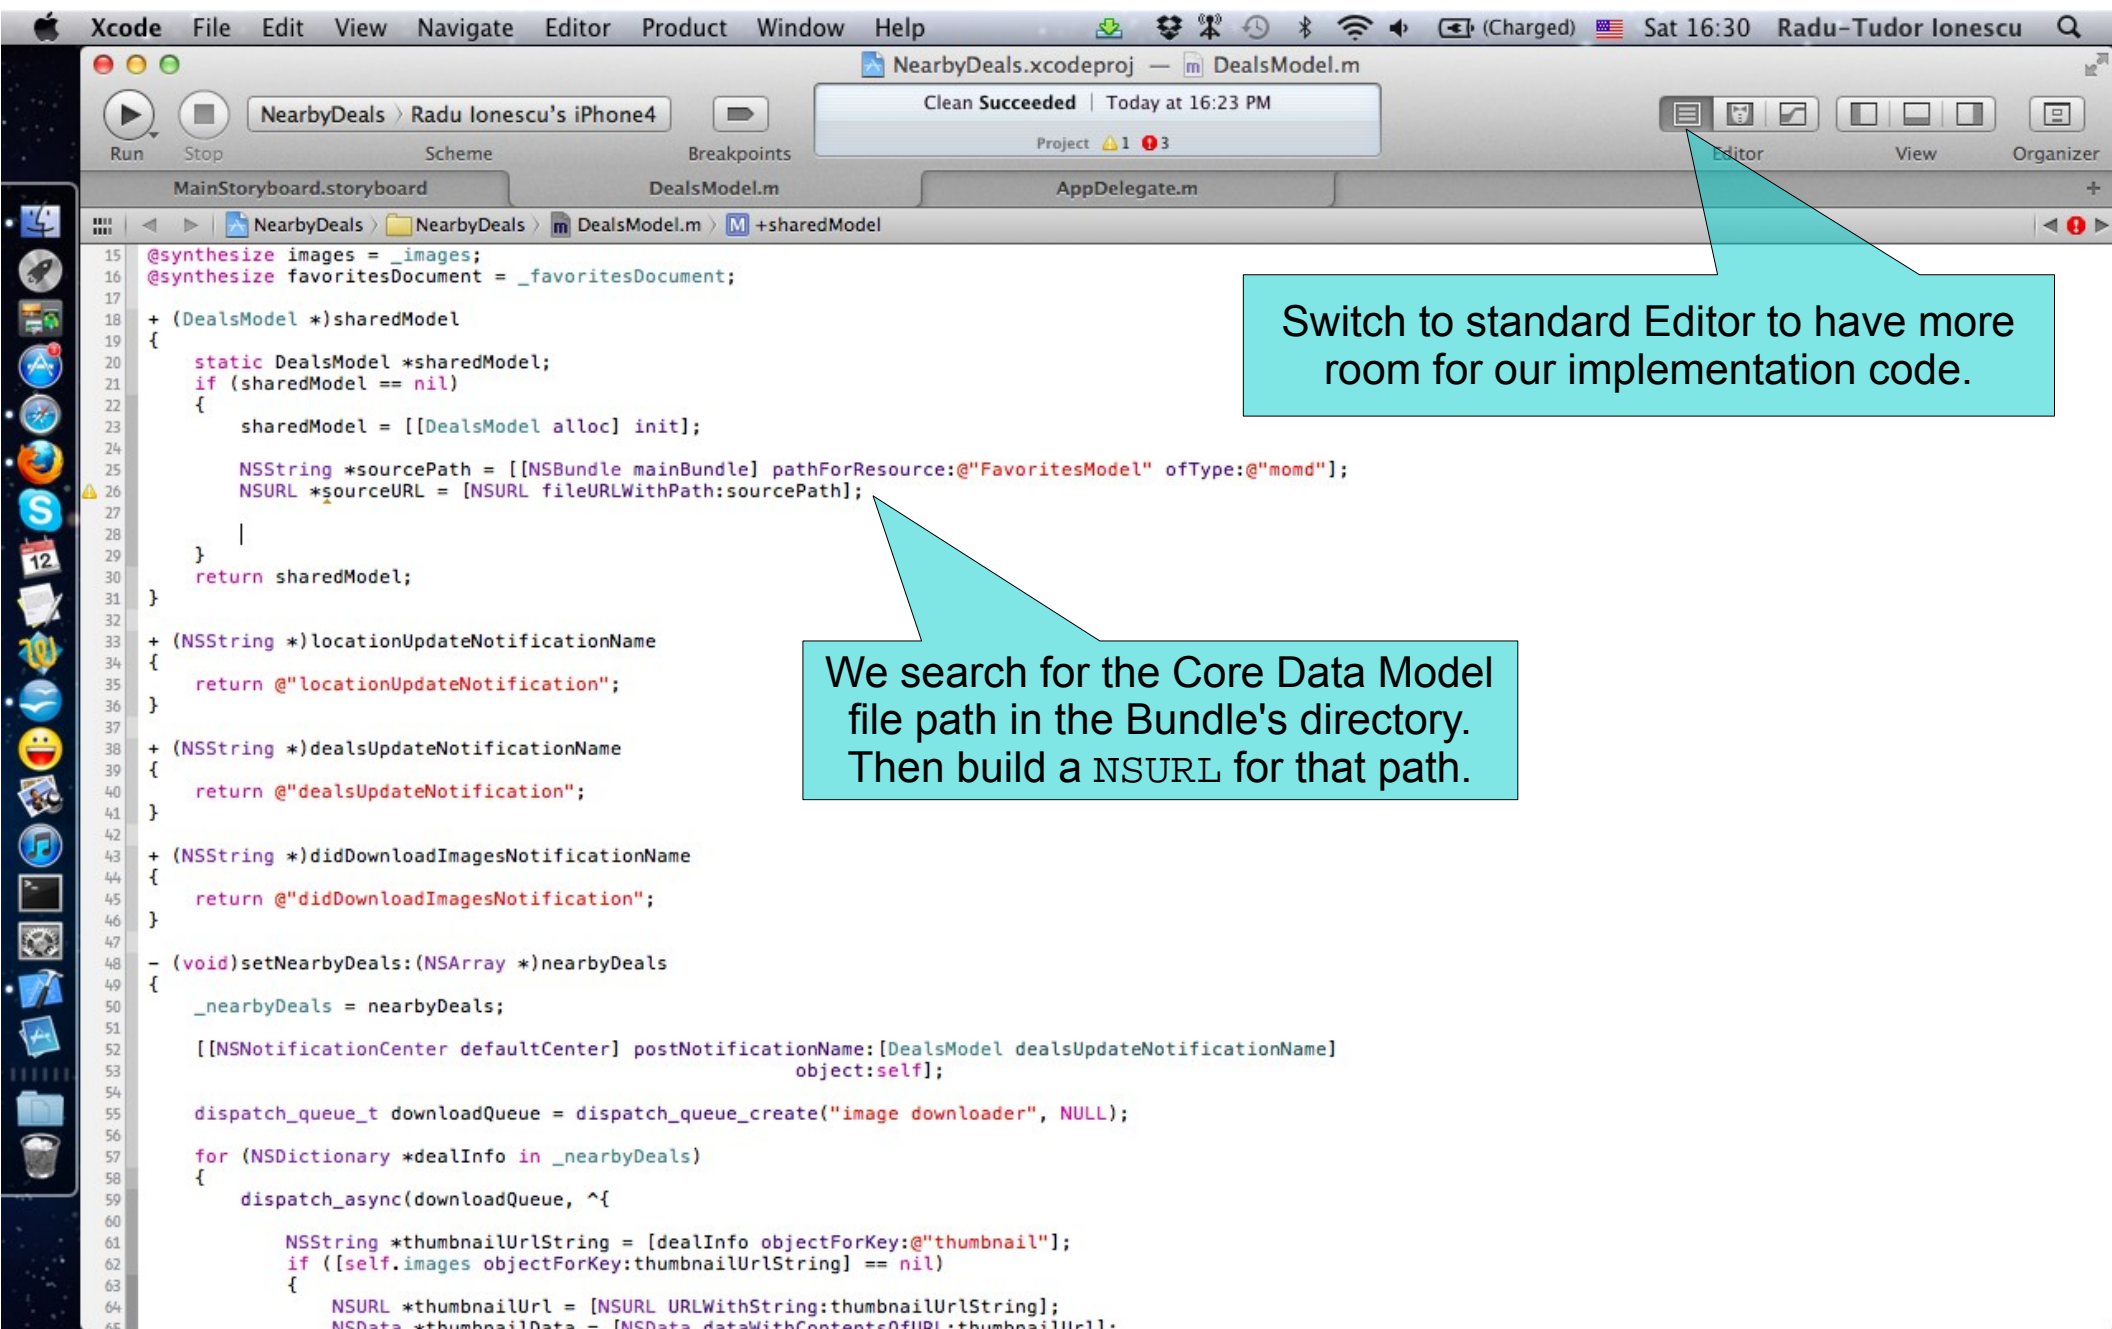 Xcode File Edit View Navigate Editor Product Window Help (Charged) Sat 16:30 Radu-Tudor Ionescu
NearbyDeals.xcodeproj — m DealsModel.m
NearbyDeals › Radu Ionescu's iPhone4
Clean Succeeded | Today at 16:23 PM
Project 1 3
Run Stop Scheme Breakpoints Editor View Organizer
MainStoryboard.storyboard DealsModel.m AppDelegate.m +
NearbyDeals › NearbyDeals › m DealsModel.m › M +sharedModel
15 @synthesize images = _images;
16 @synthesize favoritesDocument = _favoritesDocument;
17
18 + (DealsModel *)sharedModel
19 {
20 static DealsModel *sharedModel;
21 if (sharedModel == nil)
22 {
23 sharedModel = [[DealsModel alloc] init];
24
25 NSString *sourcePath = [[NSBundle mainBundle] pathForResource:@"FavoritesModel" ofType:@"momd"];
26 NSURL *sourceURL = [NSURL fileURLWithPath:sourcePath];
27
28
29 }
30 return sharedModel;
31 }
32
33 + (NSString *)locationUpdateNotificationName
34 {
35 return @"locationUpdateNotification";
36 }
37
38 + (NSString *)dealsUpdateNotificationName
39 {
40 return @"dealsUpdateNotification";
41 }
42
43 + (NSString *)didDownloadImagesNotificationName
44 {
45 return @"didDownloadImagesNotification";
46 }
47
48 - (void)setNearbyDeals:(NSArray *)nearbyDeals
49 {
50 _nearbyDeals = nearbyDeals;
51
52 [[NSNotificationCenter defaultCenter] postNotificationName:[DealsModel dealsUpdateNotificationName]
53 object:self];
54
55 dispatch_queue_t downloadQueue = dispatch_queue_create("image downloader", NULL);
56
57 for (NSDictionary *dealInfo in _nearbyDeals)
58 {
59 dispatch_async(downloadQueue, ^{
60
61 NSString *thumbnailUrlString = [dealInfo objectForKey:@"thumbnail"];
62 if ([self.images objectForKey:thumbnailUrlString] == nil)
63 {
64 NSURL *thumbnailUrl = [NSURL URLWithString:thumbnailUrlString];
65 NSData *thumbnailData = [NSData dataWithContentsOfURL:thumbnailUrl];
Switch to standard Editor to have more
room for our implementation code.
We search for the Core Data Model
file path in the Bundle's directory.
Then build a NSURL for that path.
12